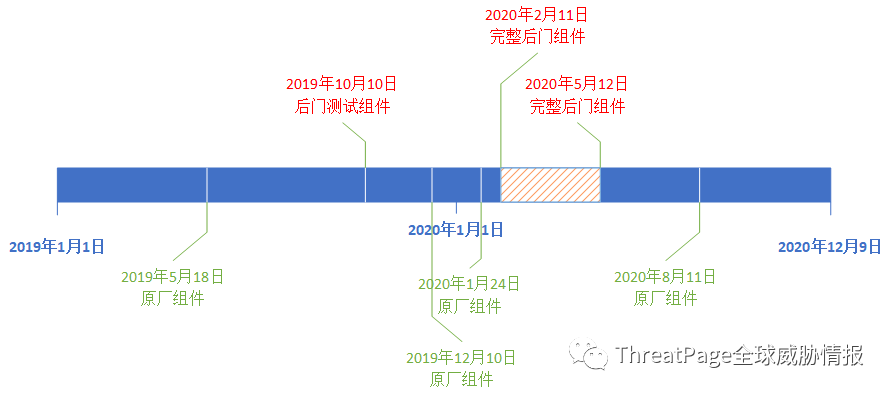 2020年2月11日
完整后门组件
2019年10月10日
后门测试组件
2020年5月12日
完整后门组件
2019年1月1日
2020年1月1日
2020年12月9日
2019年5月18日
原厂组件
2020年1月24日
原厂组件
2020年8月11日
原厂组件
2019年12月10日
原厂组件
ThreatPage全球威胁情报